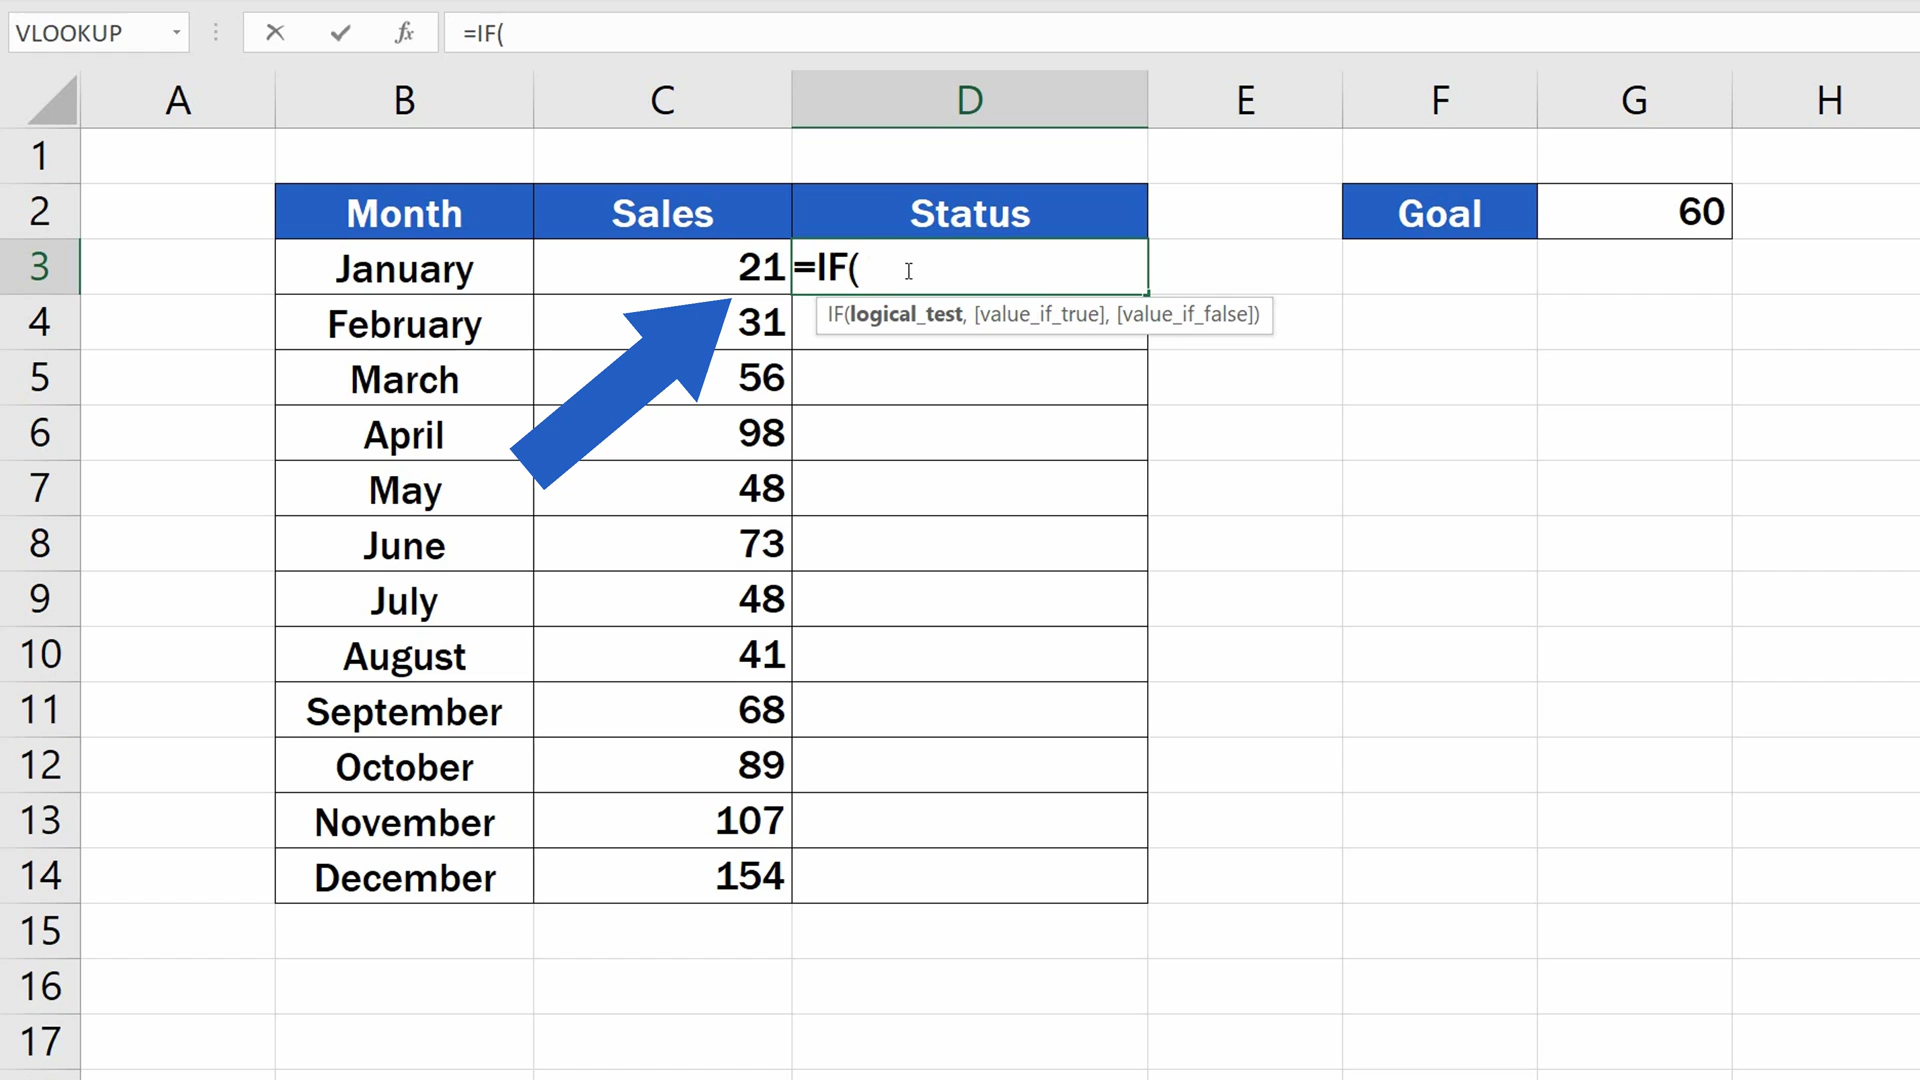 VLOOKUP fx =IF(
A B C D E F G H
1
2 Month Sales Status Goal 60
3 January 21 =IF(
4 February 31 IF(logical_test, [value_if_true], [value_if_false])
5 March 56
6 April 98
7 May 48
8 June 73
9 July 48
10 August 41
11 September 68
12 October 89
13 November 107
14 December 154
15
16
17